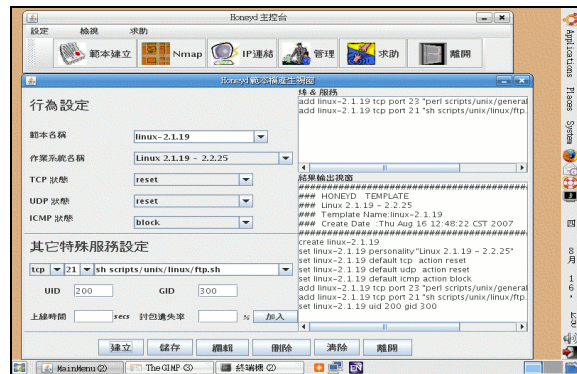 Honeyd 主控台
設定 檢視 求助
範本建立 Nmap IP連結 管理 求助 離開
Honeyd 範本檔產生視窗
行為設定
範本名稱 linux-2.1.19
作業系統名稱 Linux 2.1.19 - 2.2.25
TCP 狀態 reset
UDP 狀態 reset
ICMP 狀態 block
其它特殊服務設定
tcp 21 sh scripts/unix/linux/ftp.sh
UID 200 GID 300
上線時間 secs 封包遺失率 % 加入
埠 & 服務
add linux-2.1.19 tcp port 23 "perl scripts/unix/general
add linux-2.1.19 tcp port 21 "sh scripts/unix/linux/ftp.
結果輸出視窗
########################################
### HONEYD TEMPLATE
### Linux 2.1.19 - 2.2.25
### Template Name:linux-2.1.19
### Create Date :Thu Aug 16 12:48:22 CST 2007
########################################
create linux-2.1.19
set linux-2.1.19 personality "Linux 2.1.19 - 2.2.25"
set linux-2.1.19 default tcp action reset
set linux-2.1.19 default udp action reset
set linux-2.1.19 default icmp action block
add linux-2.1.19 tcp port 23 "perl scripts/unix/general
add linux-2.1.19 tcp port 21 "sh scripts/unix/linux/ftp.
set linux-2.1.19 uid 200 gid 300
建立 儲存 編輯 刪除 清除 離開
MainMenu (2) The GIMP (3) 終端機 (2) EN
Applications Places System
四 8月 16,